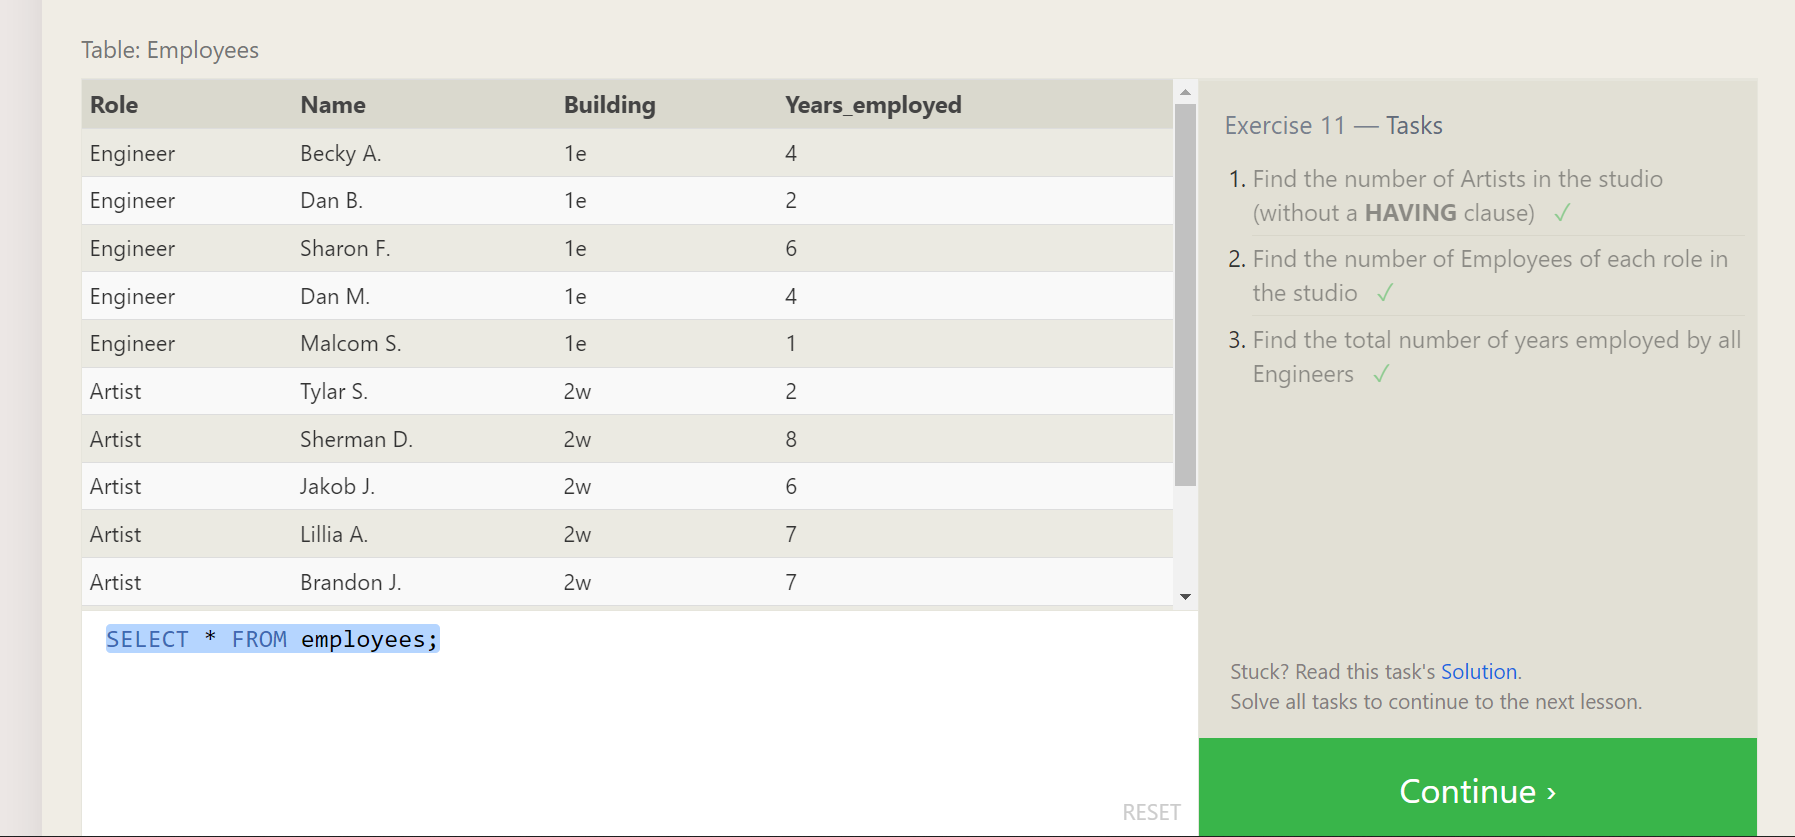 Table: Employees
Role Name Building Years_employed
Engineer Becky A. 1e 4
Engineer Dan B. 1e 2
Engineer Sharon F. 1e 6
Engineer Dan M. 1e 4
Engineer Malcom S. 1e 1
Artist Tylar S. 2w 2
Artist Sherman D. 2w 8
Artist Jakob J. 2w 6
Artist Lillia A. 2w 7
Artist Brandon J. 2w 7
SELECT * FROM employees;
RESET
Exercise 11 — Tasks
1. Find the number of Artists in the studio
(without a HAVING clause) ✓
2. Find the number of Employees of each role in
the studio ✓
3. Find the total number of years employed by all
Engineers ✓
Stuck? Read this task's Solution.
Solve all tasks to continue to the next lesson.
Continue ›